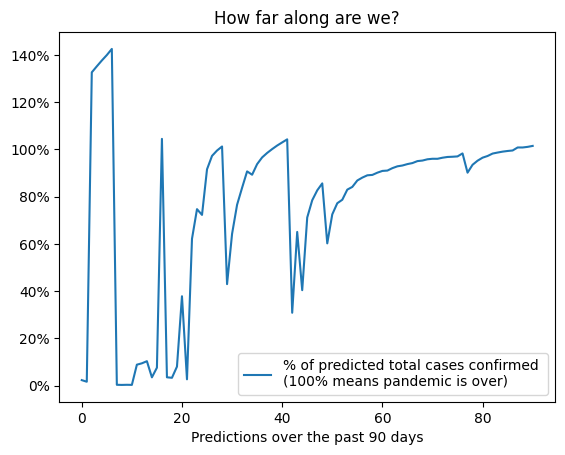 How far along are we?
140%
120%
100%
80%
60%
40%
20%
0%
% of predicted total cases confirmed
(100% means pandemic is over)
0 20 40 60 80
Predictions over the past 90 days